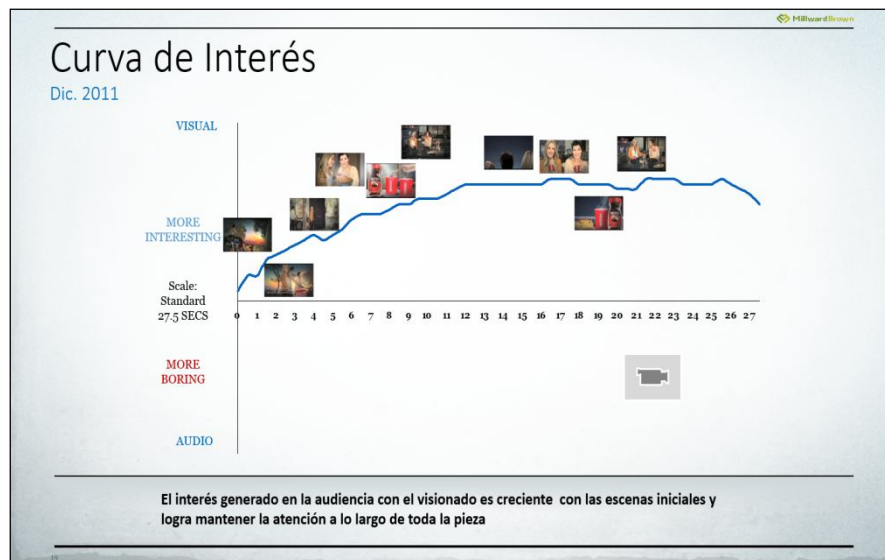 MillwardBrown
Curva de Interés
Dic. 2011
VISUAL
MORE
INTERESTING
Scale:
Standard
27.5 SECS
0 1 2 3 4 5 6 7 8 9 10 11 12 13 14 15 16 17 18 19 20 21 22 23 24 25 26 27
MORE
BORING
AUDIO
El interés generado en la audiencia con el visionado es creciente con las escenas iniciales y
logra mantener la atención a lo largo de toda la pieza